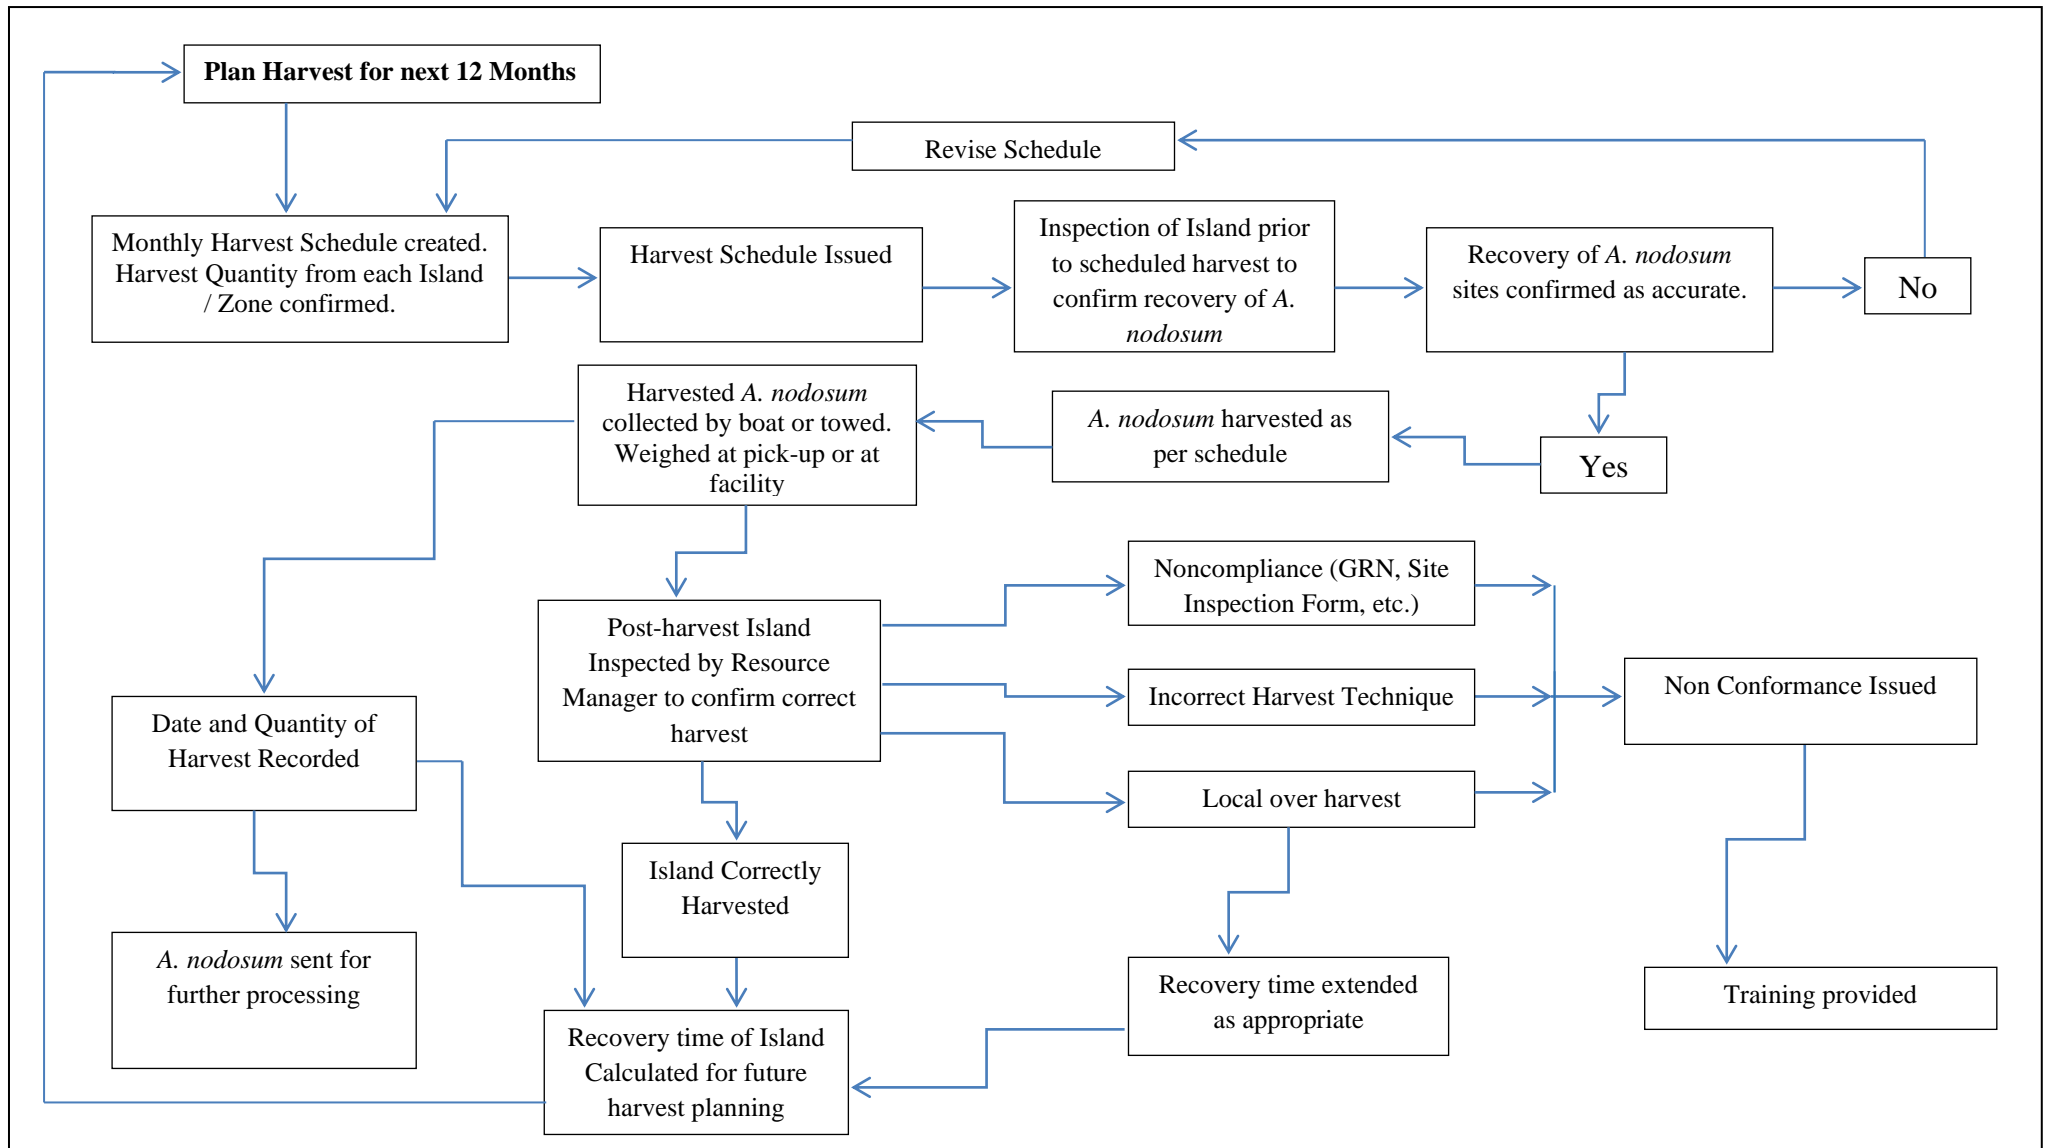 Plan Harvest for next 12 Months
Revise Schedule
Monthly Harvest Schedule created.
Harvest Quantity from each Island
/ Zone confirmed.
Harvest Schedule Issued
Inspection of Island prior
to scheduled harvest to
confirm recovery of A.
nodosum
Recovery of A. nodosum
sites confirmed as accurate.
No
Yes
A. nodosum harvested as
per schedule
Harvested A. nodosum
collected by boat or towed.
Weighed at pick-up or at
facility
Post-harvest Island
Inspected by Resource
Manager to confirm correct
harvest
Noncompliance (GRN, Site
Inspection Form, etc.)
Incorrect Harvest Technique
Local over harvest
Non Conformance Issued
Date and Quantity of
Harvest Recorded
Island Correctly
Harvested
A. nodosum sent for
further processing
Recovery time extended
as appropriate
Training provided
Recovery time of Island
Calculated for future
harvest planning